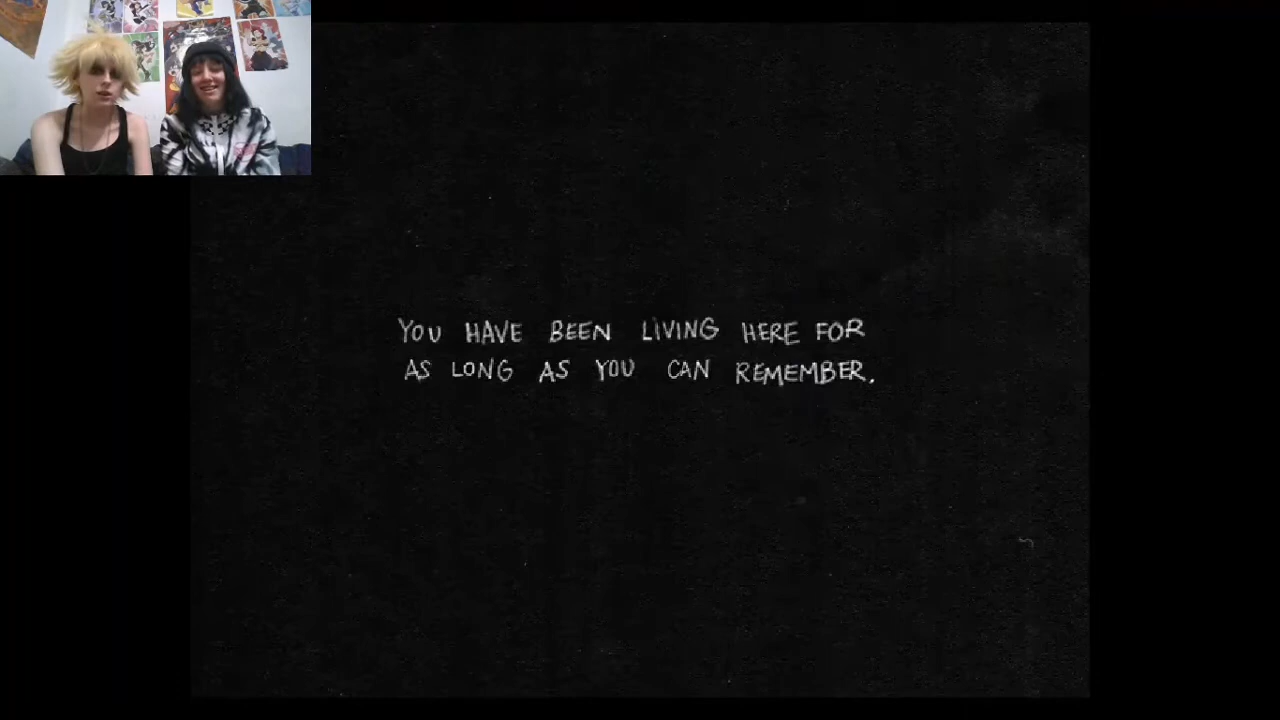 YOU HAVE BEEN LIVING HERE FOR
AS LONG AS YOU CAN REMEMBER.